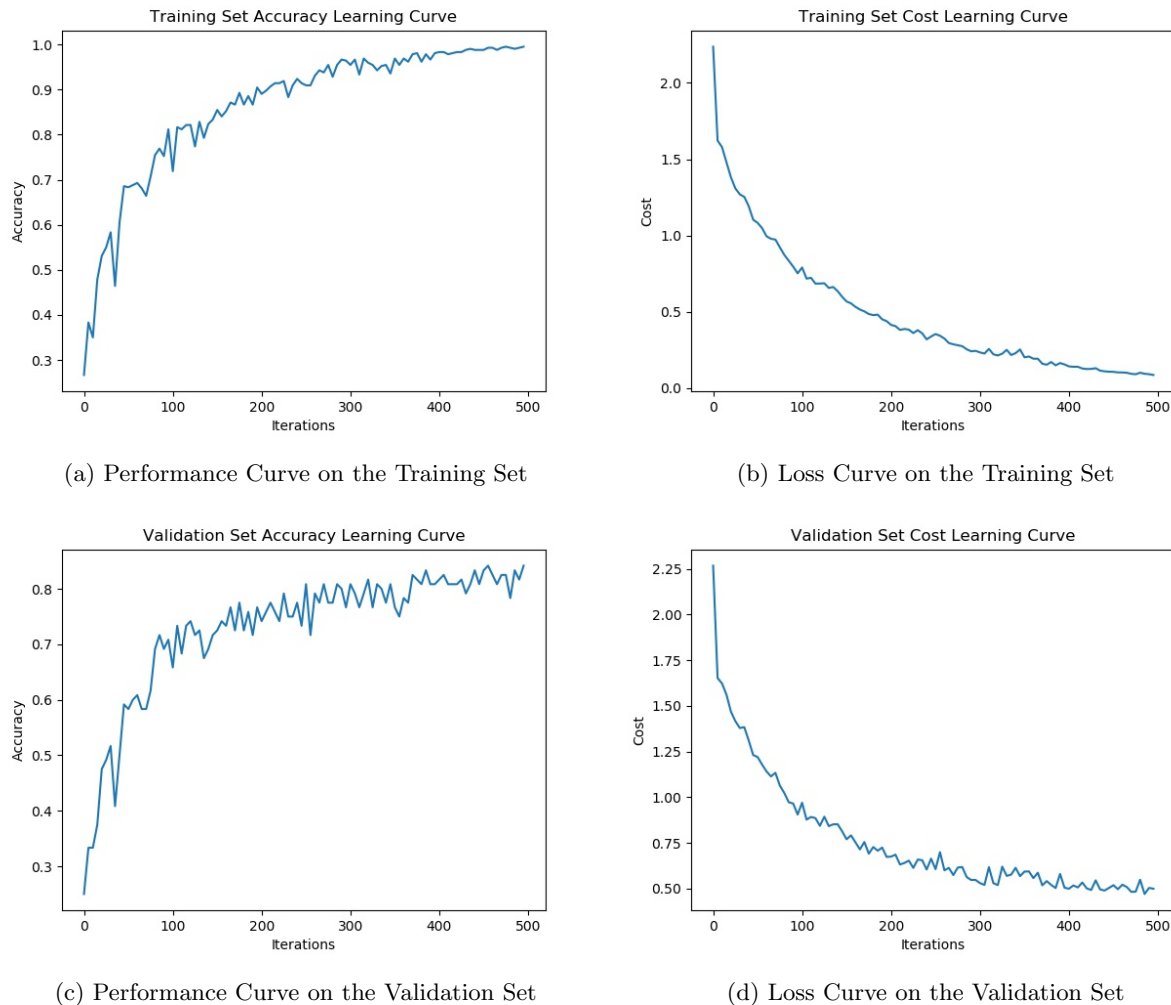 Training Set Accuracy Learning Curve
1.0
0.9
0.8
0.7
0.6
0.5
0.4
0.3
Accuracy
0 100 200 300 400 500
Iterations
(a) Performance Curve on the Training Set
Training Set Cost Learning Curve
2.0
1.5
1.0
0.5
0.0
Cost
0 100 200 300 400 500
Iterations
(b) Loss Curve on the Training Set
Validation Set Accuracy Learning Curve
0.8
0.7
0.6
0.5
0.4
0.3
Accuracy
0 100 200 300 400 500
Iterations
(c) Performance Curve on the Validation Set
Validation Set Cost Learning Curve
2.25
2.00
1.75
1.50
1.25
1.00
0.75
0.50
Cost
0 100 200 300 400 500
Iterations
(d) Loss Curve on the Validation Set